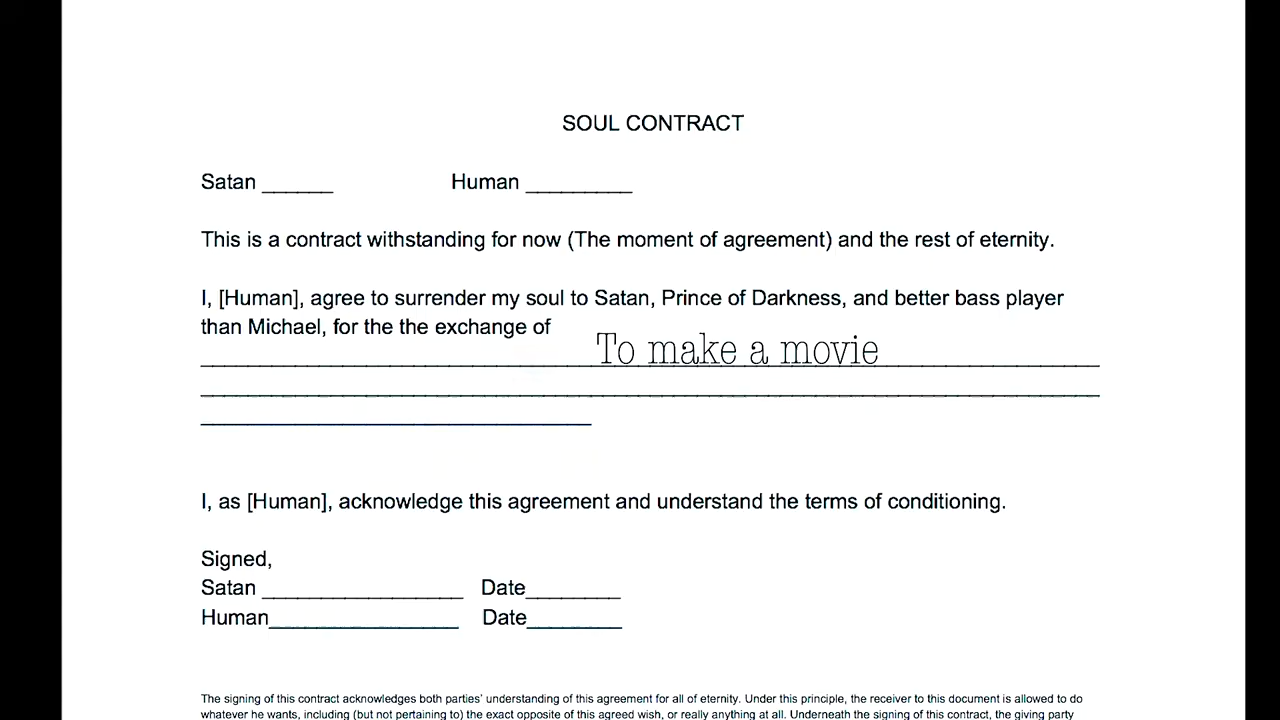 SOUL CONTRACT
Satan ______ Human _________
This is a contract withstanding for now (The moment of agreement) and the rest of eternity.
I, [Human], agree to surrender my soul to Satan, Prince of Darkness, and better bass player
than Michael, for the the exchange of
To make a movie
I, as [Human], acknowledge this agreement and understand the terms of conditioning.
Signed,
Satan _________________ Date________
Human________________ Date________
The signing of this contract acknowledges both parties' understanding of this agreement for all of eternity. Under this principle, the receiver to this document is allowed to do
whatever he wants, including (but not pertaining to) the exact opposite of this agreed wish, or really anything at all. Underneath the signing of this contract, the giving party